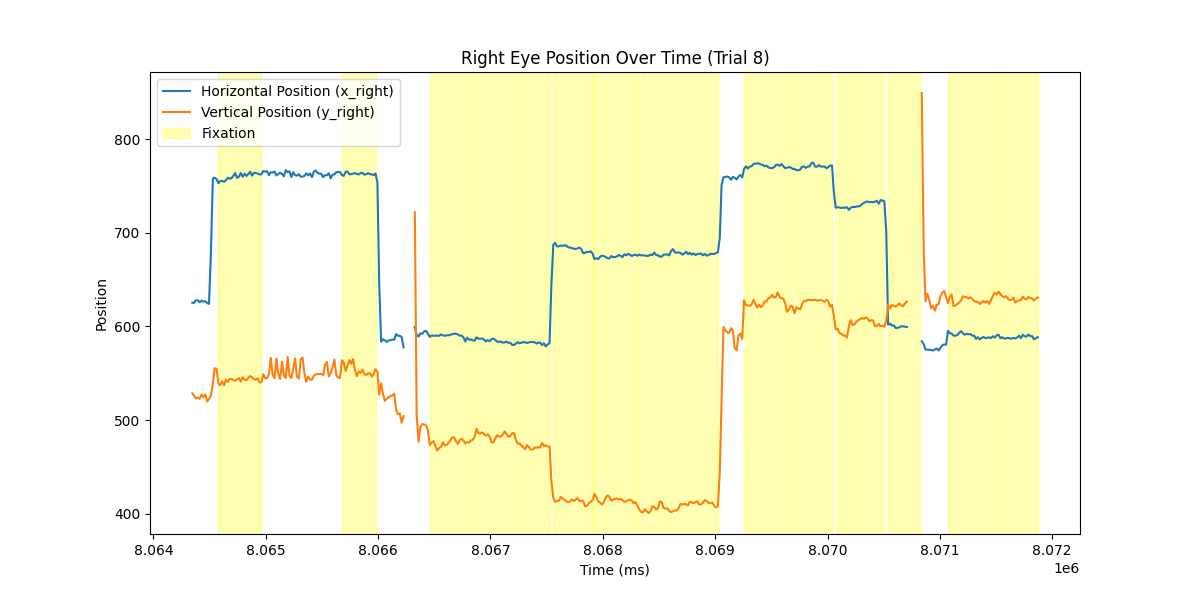 Right Eye Position Over Time (Trial 8)
Horizontal Position (x_right)
Vertical Position (y_right)
Fixation
Position
800
700
600
500
400
8.064 8.065 8.066 8.067 8.068 8.069 8.070 8.071 8.072
1e6
Time (ms)